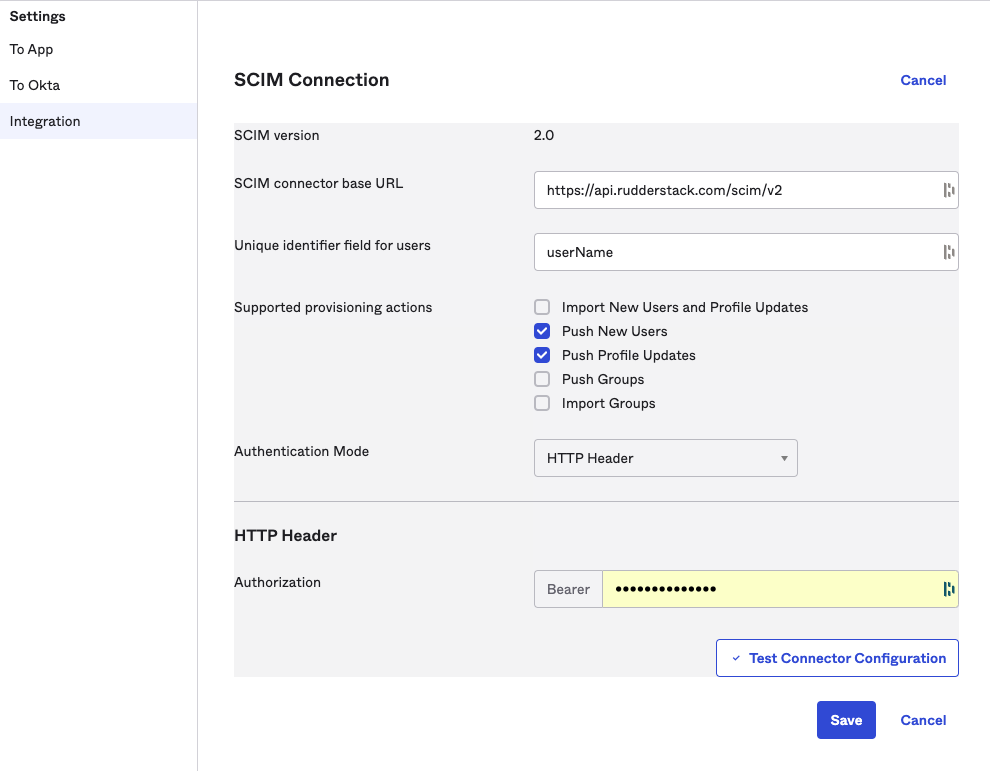 Settings
To App
To Okta
Integration
SCIM Connection
Cancel
SCIM version
2.0
SCIM connector base URL
https://api.rudderstack.com/scim/v2
Unique identifier field for users
userName
Supported provisioning actions
Import New Users and Profile Updates
Push New Users
Push Profile Updates
Push Groups
Import Groups
Authentication Mode
HTTP Header
HTTP Header
Authorization
Bearer
••••••••••••••
Test Connector Configuration
Save
Cancel